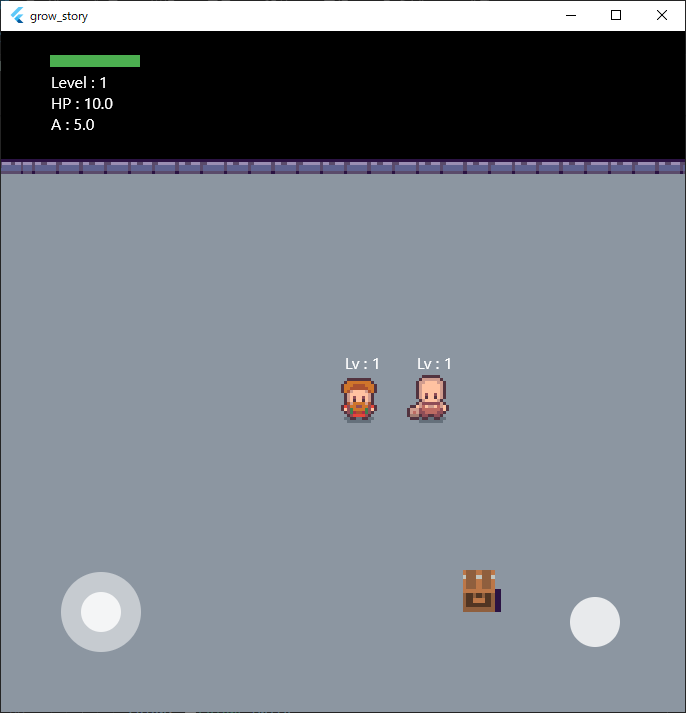 grow_story
Level : 1
HP : 10.0
A : 5.0
Lv : 1 Lv : 1